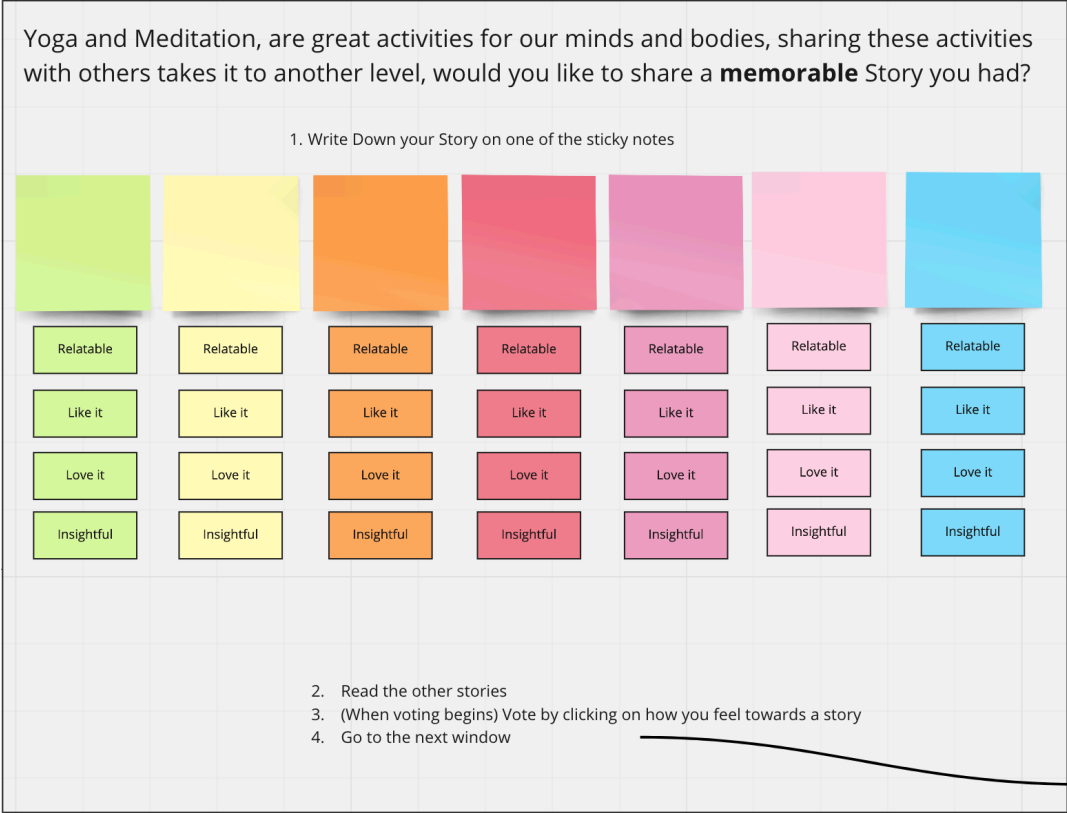 Yoga and Meditation, are great activities for our minds and bodies, sharing these activities
with others takes it to another level, would you like to share a memorable Story you had?
1. Write Down your Story on one of the sticky notes
Relatable Relatable Relatable Relatable Relatable Relatable Relatable
Like it Like it Like it Like it Like it Like it Like it
Love it Love it Love it Love it Love it Love it Love it
Insightful Insightful Insightful Insightful Insightful Insightful Insightful
2. Read the other stories
3. (When voting begins) Vote by clicking on how you feel towards a story
4. Go to the next window